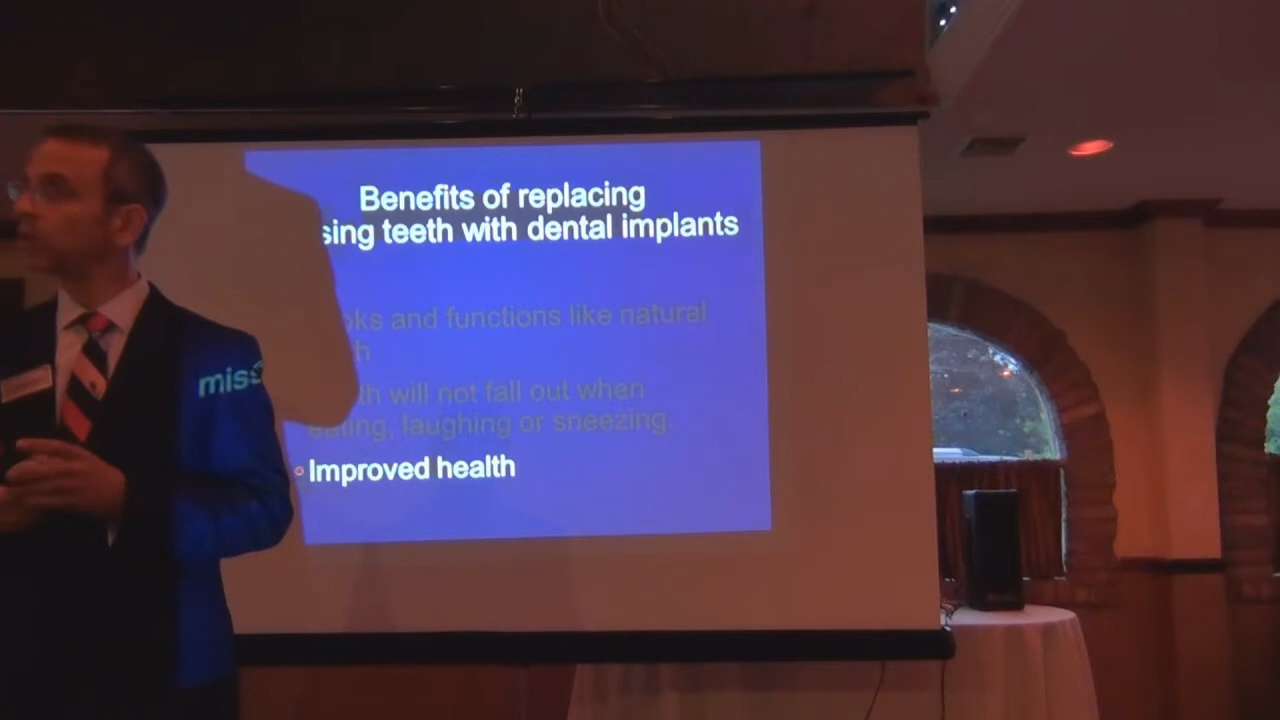 Benefits of replacing
sing teeth with dental implants
oks and functions like natural
h
th will not fall out when
eating, laughing or sneezing.
Improved health
mis